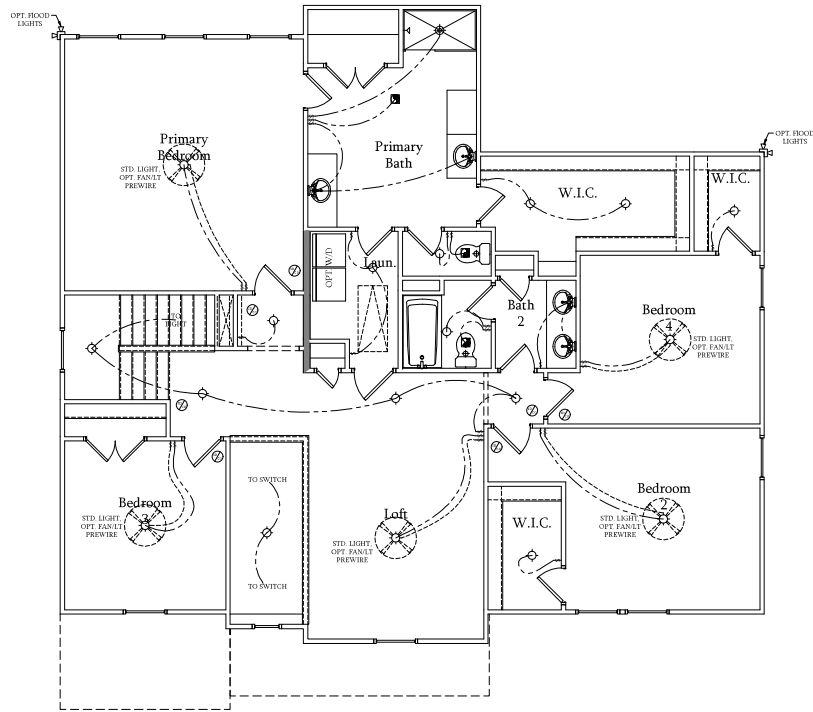 OPT. FLOOD
LIGHTS
OPT. FLOOD
LIGHTS
Primary
Bedroom
STD. LIGHT,
OPT. FAN/LT
PREWIRE
Primary
Bath
W.I.C.
W.I.C.
OPT. W/D
Laun.
Bath
2
Bedroom
4
STD. LIGHT,
OPT. FAN/LT
PREWIRE
TO
LIGHT
Bedroom
3
STD. LIGHT,
OPT. FAN/LT
PREWIRE
TO SWITCH
TO SWITCH
Loft
STD. LIGHT,
OPT. FAN/LT
PREWIRE
W.I.C.
Bedroom
2
STD. LIGHT,
OPT. FAN/LT
PREWIRE